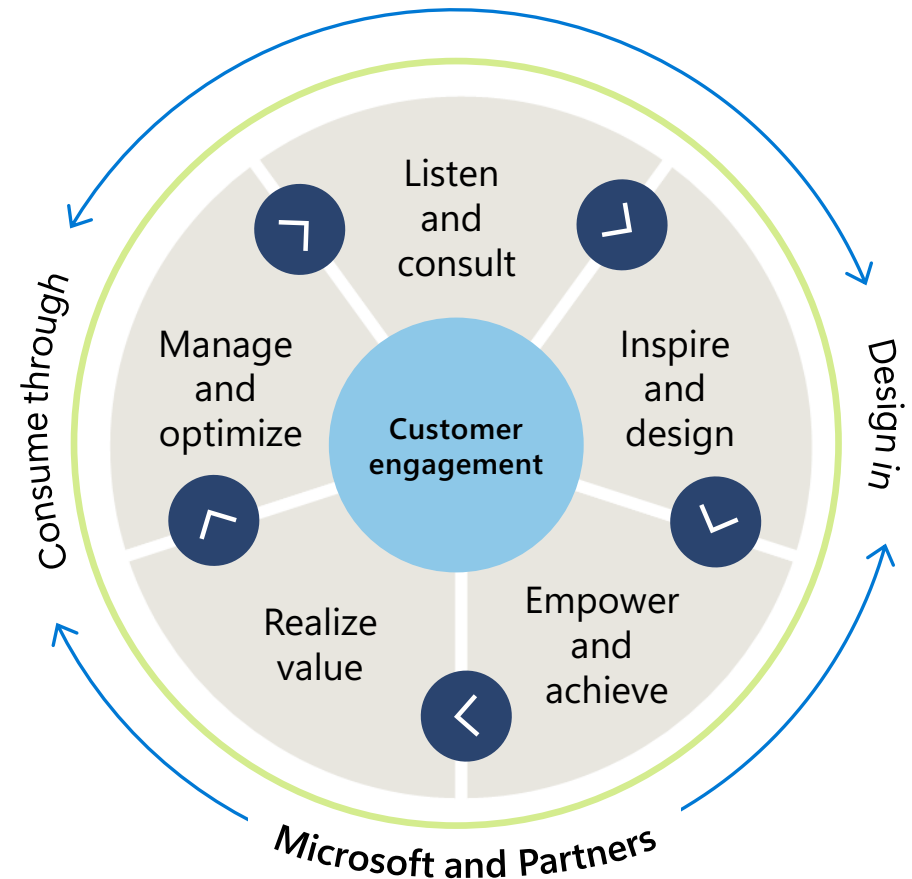 Listen
and
consult
Inspire
and
design
Empower
and
achieve
Realize
value
Manage
and
optimize
Customer
engagement
Consume through
Design in
Microsoft and Partners